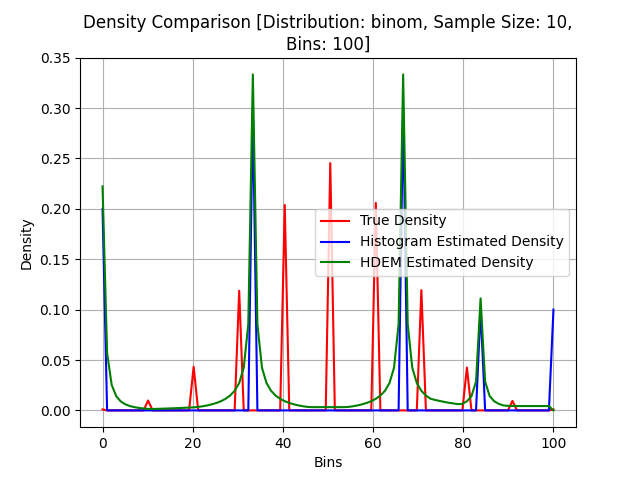 Density Comparison [Distribution: binom, Sample Size: 10,
Bins: 100]
0.35
0.30
0.25
0.20
0.15
0.10
0.05
0.00
Density
True Density
Histogram Estimated Density
HDEM Estimated Density
0 20 40 60 80 100
Bins